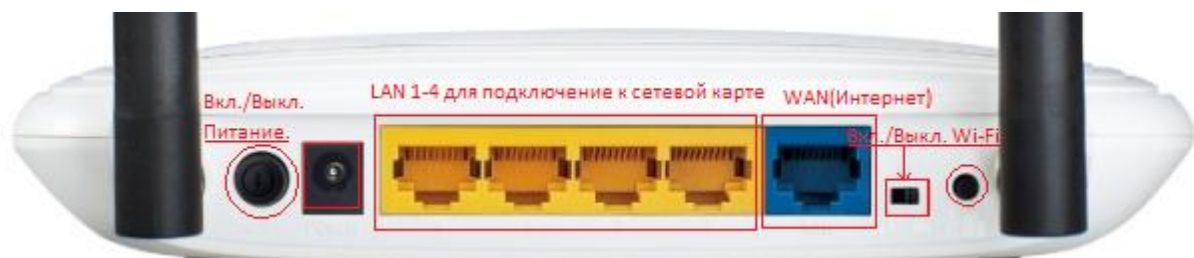 Вкл./Выкл.
Питание.
LAN 1-4 для подключение к сетевой карте
WAN(Интернет)
Вкл./Выкл. Wi-Fi